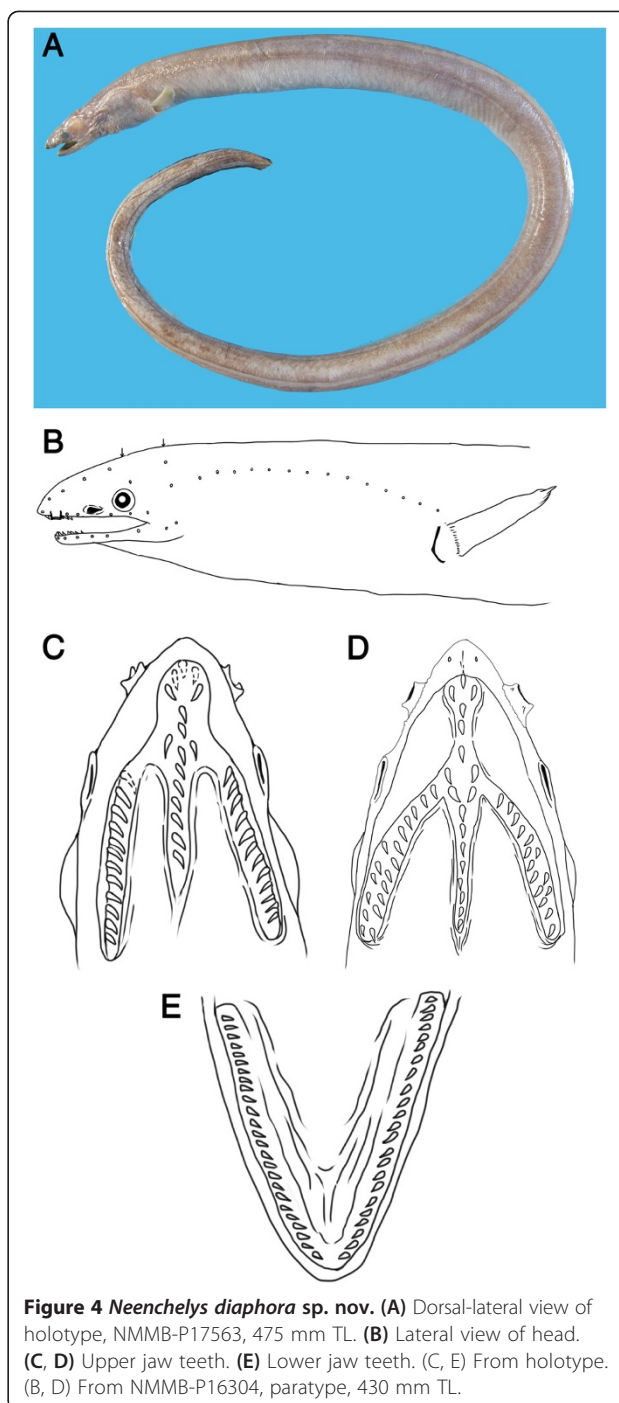 A
B
C
D
E
Figure 4 Neenchelys diaphora sp. nov. (A) Dorsal-lateral view of
holotype, NMMB-P17563, 475 mm TL. (B) Lateral view of head.
(C, D) Upper jaw teeth. (E) Lower jaw teeth. (C, E) From holotype.
(B, D) From NMMB-P16304, paratype, 430 mm TL.